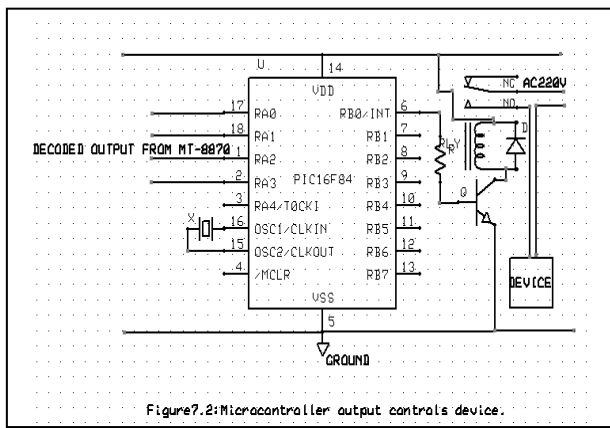 U
14
VDD
17 RA0
18 RA1
DECODED OUTPUT FROM MT-8870
1 RA2
2 RA3
3 RA4/T0CKI
X
16 OSC1/CLKIN
15 OSC2/CLKOUT
4 /MCLR
PIC16F84
RB0/INT 6
RB1 7
RB2 8
RB3 9
RB4 10
RB5 11
RB6 12
RB7 13
VSS
5
GROUND
NC AC220V
NO
RLY
D
R
Q
DEVICE
Figure7.2:Microcontroller output controls device.